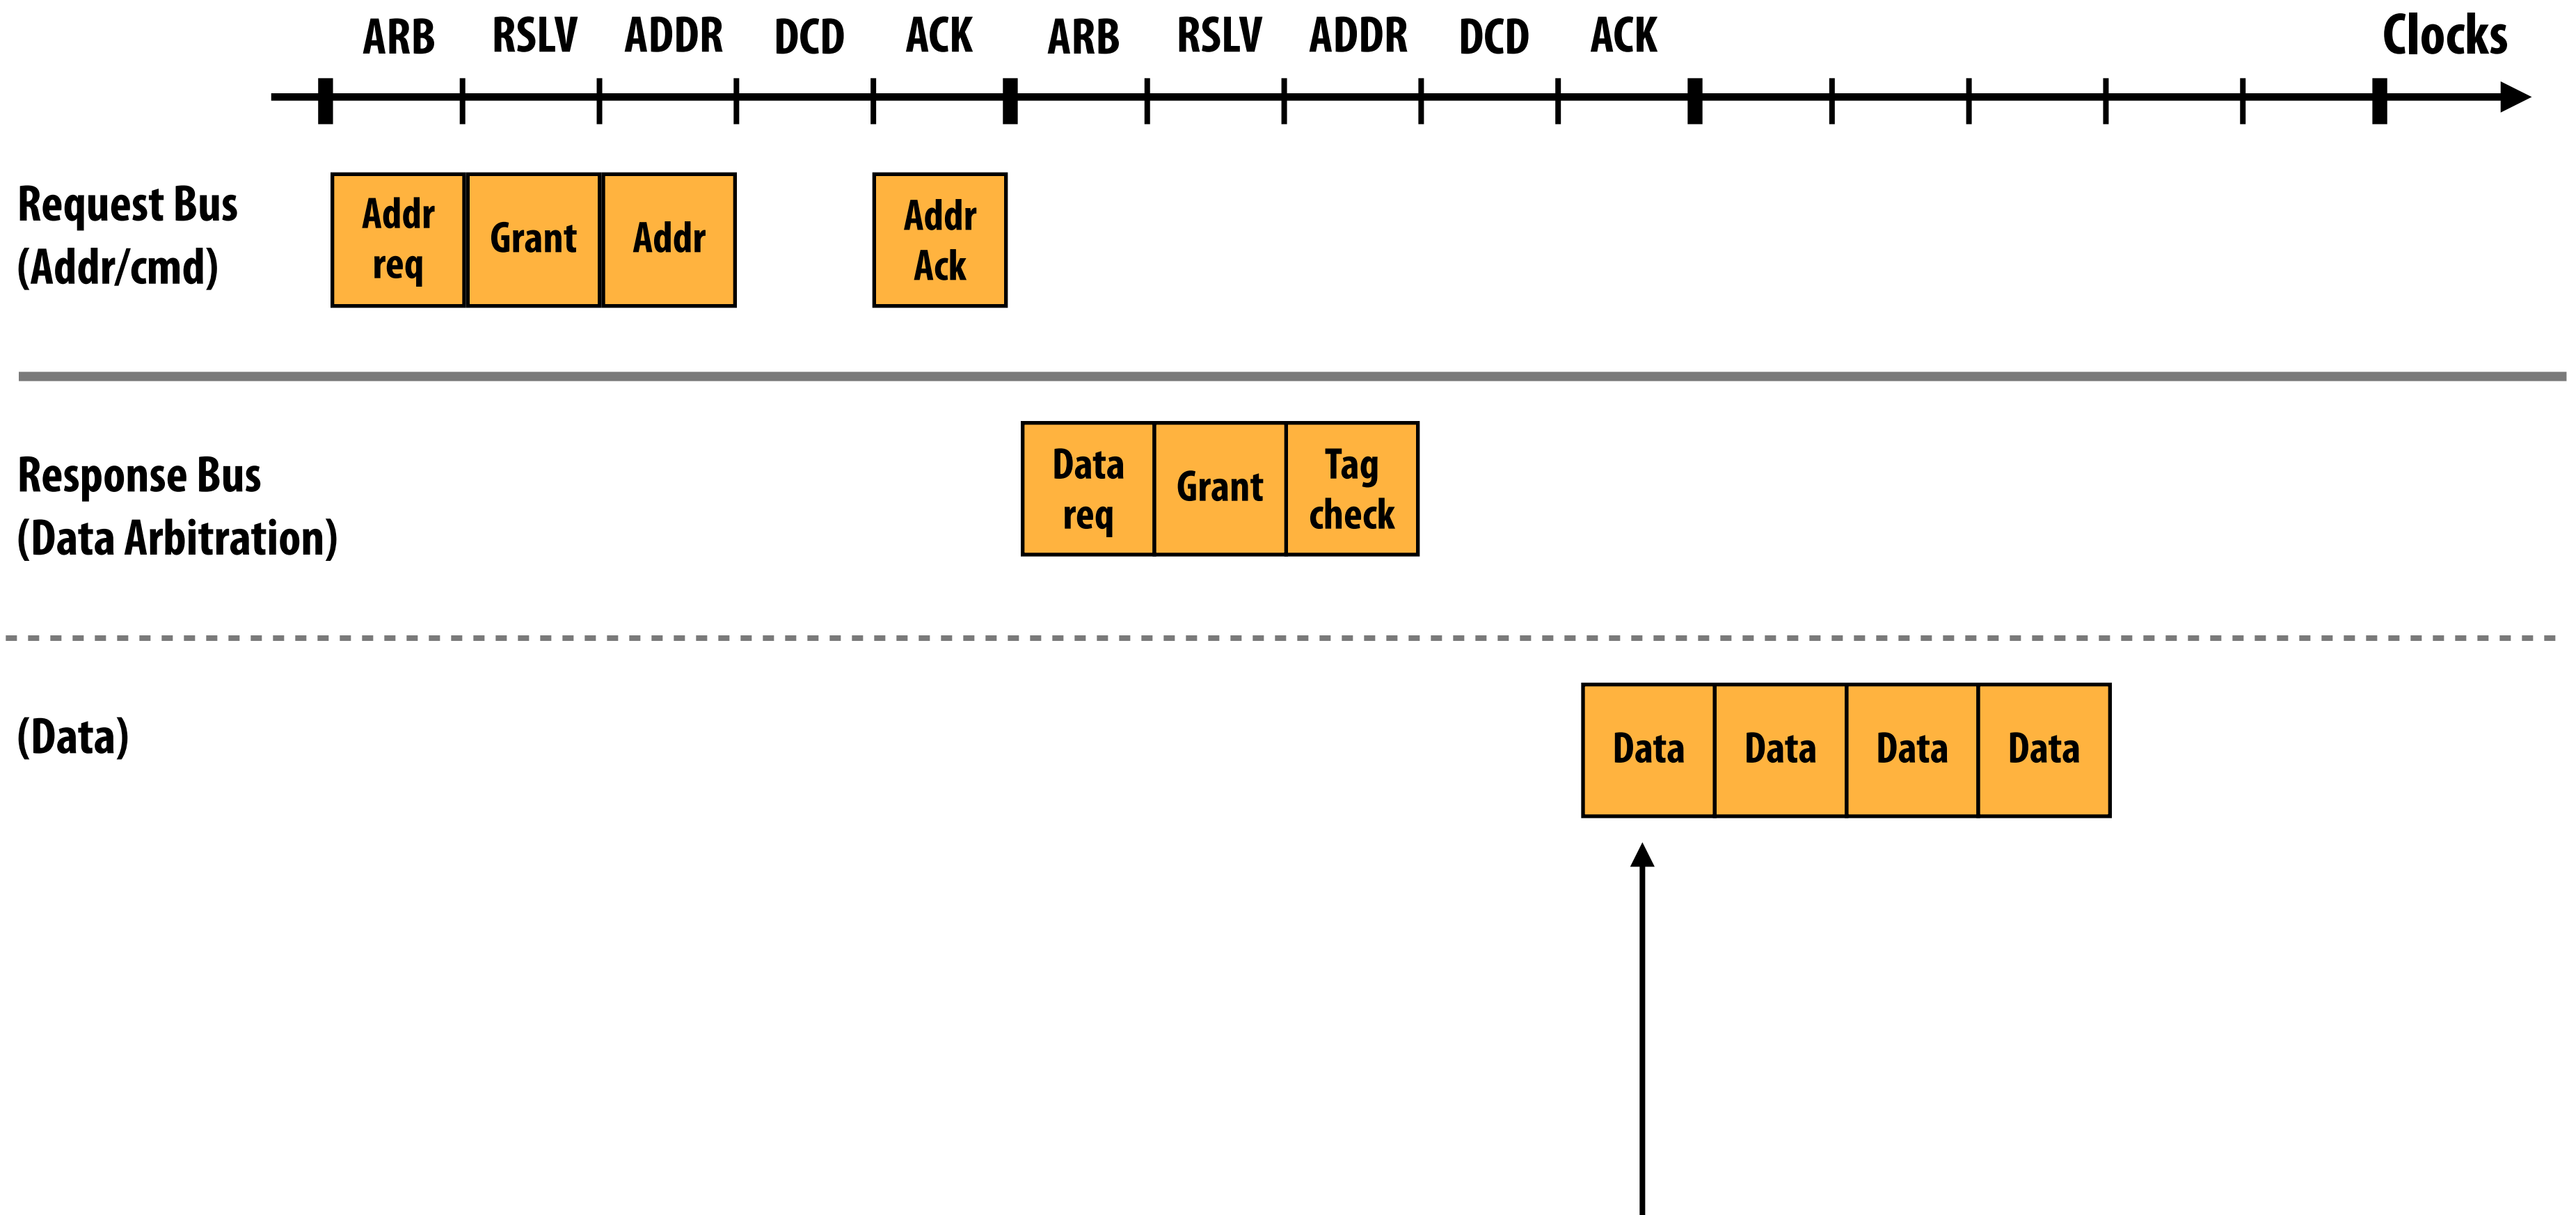 ARB RSLV ADDR DCD ACK ARB RSLV ADDR DCD ACK Clocks
Request Bus
(Addr/cmd)
Addr
req
Grant
Addr
Addr
Ack
Response Bus
(Data Arbitration)
Data
req
Grant
Tag
check
(Data)
Data
Data
Data
Data